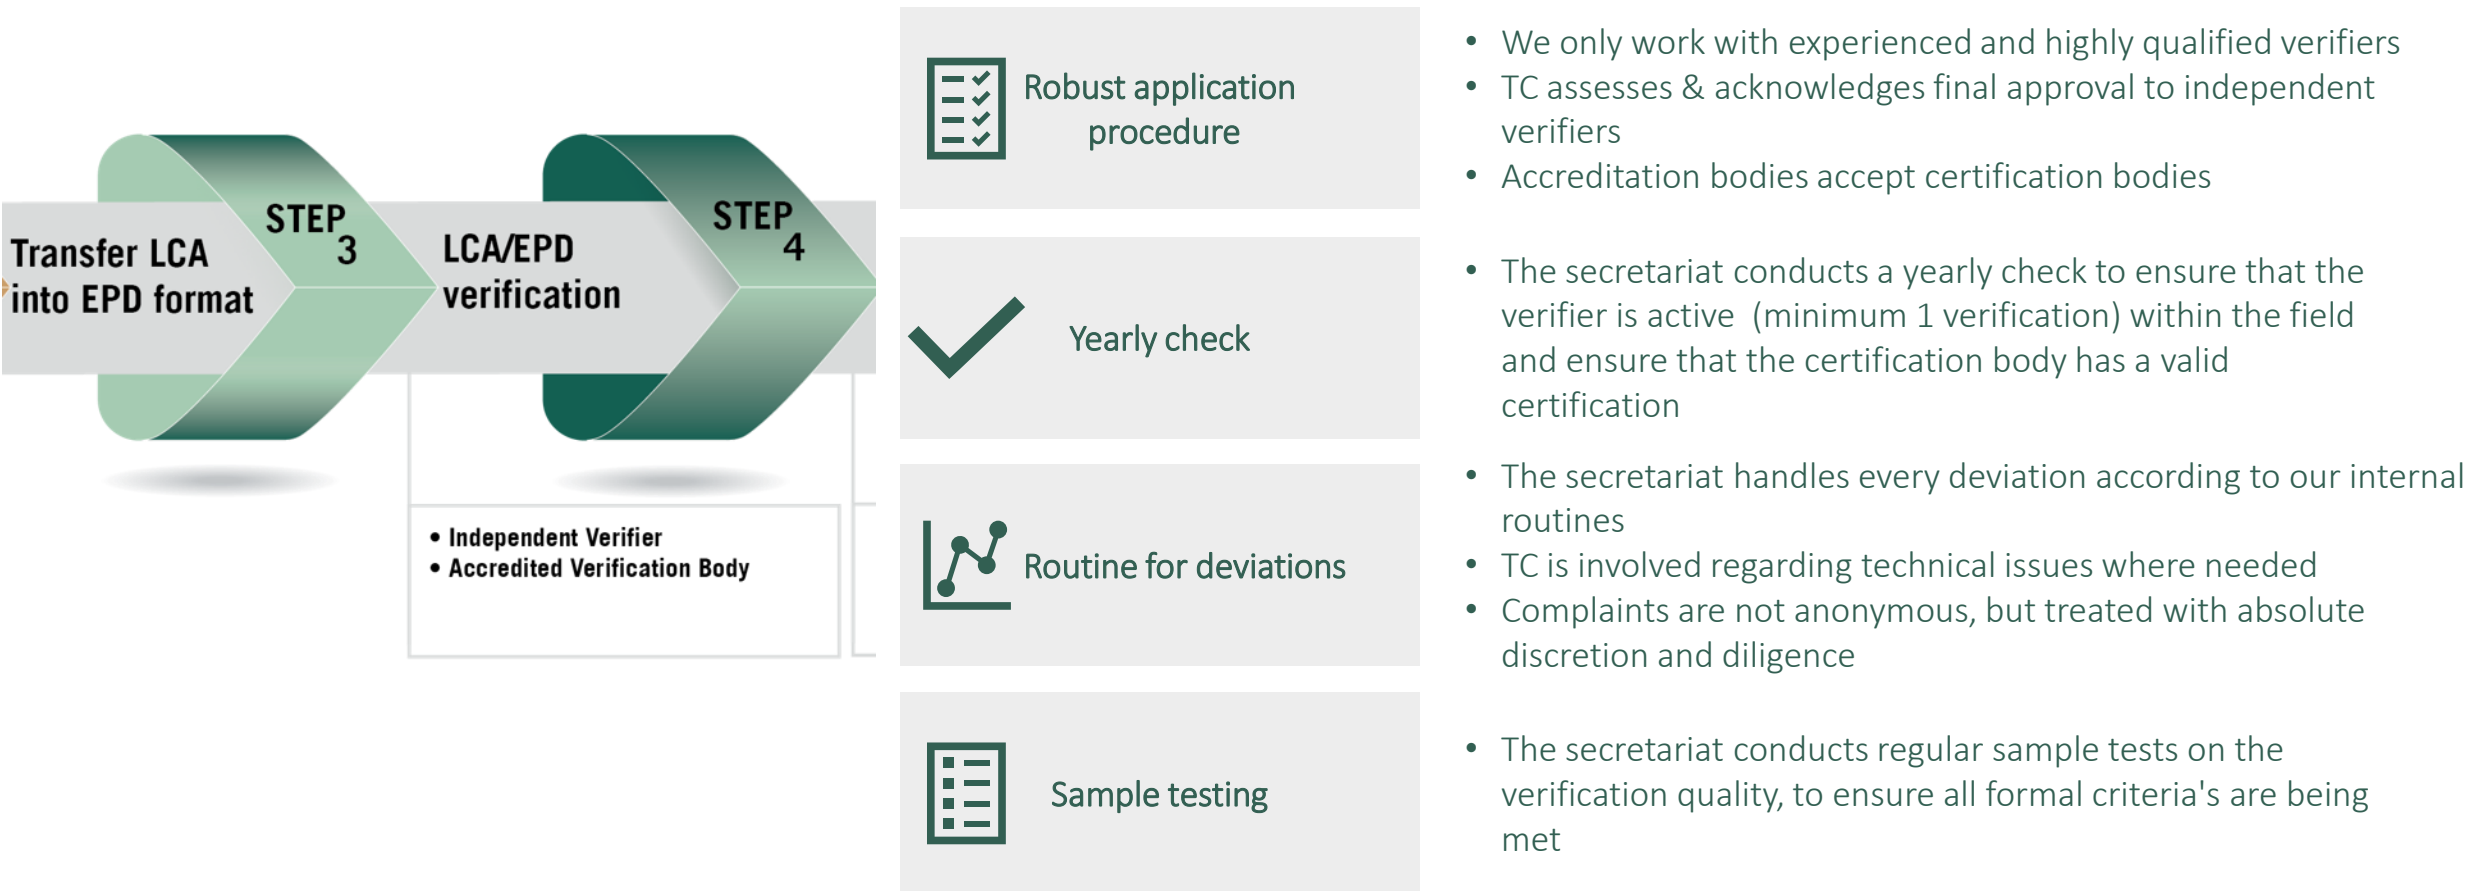 Transfer LCA
into EPD format
STEP
3
LCA/EPD
verification
STEP
4
• Independent Verifier
• Accredited Verification Body
Robust application
procedure
• We only work with experienced and highly qualified verifiers
• TC assesses & acknowledges final approval to independent
verifiers
• Accreditation bodies accept certification bodies
Yearly check
• The secretariat conducts a yearly check to ensure that the
verifier is active  (minimum 1 verification) within the field
and ensure that the certification body has a valid
certification
Routine for deviations
• The secretariat handles every deviation according to our internal
routines
• TC is involved regarding technical issues where needed
• Complaints are not anonymous, but treated with absolute
discretion and diligence
Sample testing
• The secretariat conducts regular sample tests on the
verification quality, to ensure all formal criteria's are being
met